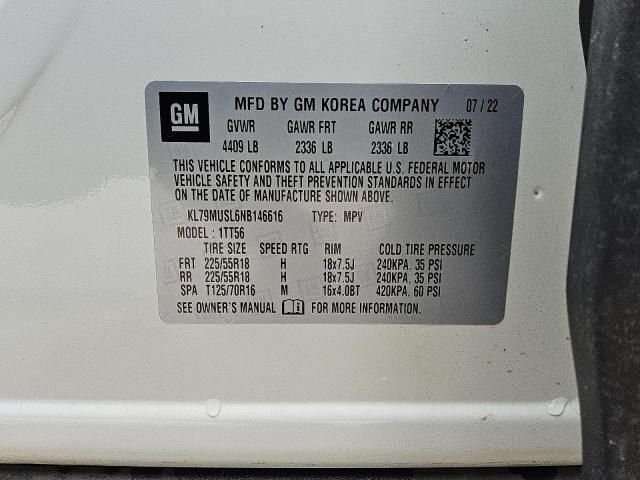 GM MFD BY GM KOREA COMPANY 07 / 22
GVWR GAWR FRT GAWR RR
4409 LB 2336 LB 2336 LB
THIS VEHICLE CONFORMS TO ALL APPLICABLE U.S. FEDERAL MOTOR
VEHICLE SAFETY AND THEFT PREVENTION STANDARDS IN EFFECT
ON THE DATE OF MANUFACTURE SHOWN ABOVE.
KL79MUSL6NB146616 TYPE: MPV
MODEL : 1TT56
TIRE SIZE SPEED RTG RIM COLD TIRE PRESSURE
FRT 225/55R18 H 18x7.5J 240KPA, 35 PSI
RR 225/55R18 H 18x7.5J 240KPA, 35 PSI
SPA T125/70R16 M 16x4.0BT 420KPA, 60 PSI
SEE OWNER'S MANUAL FOR MORE INFORMATION.